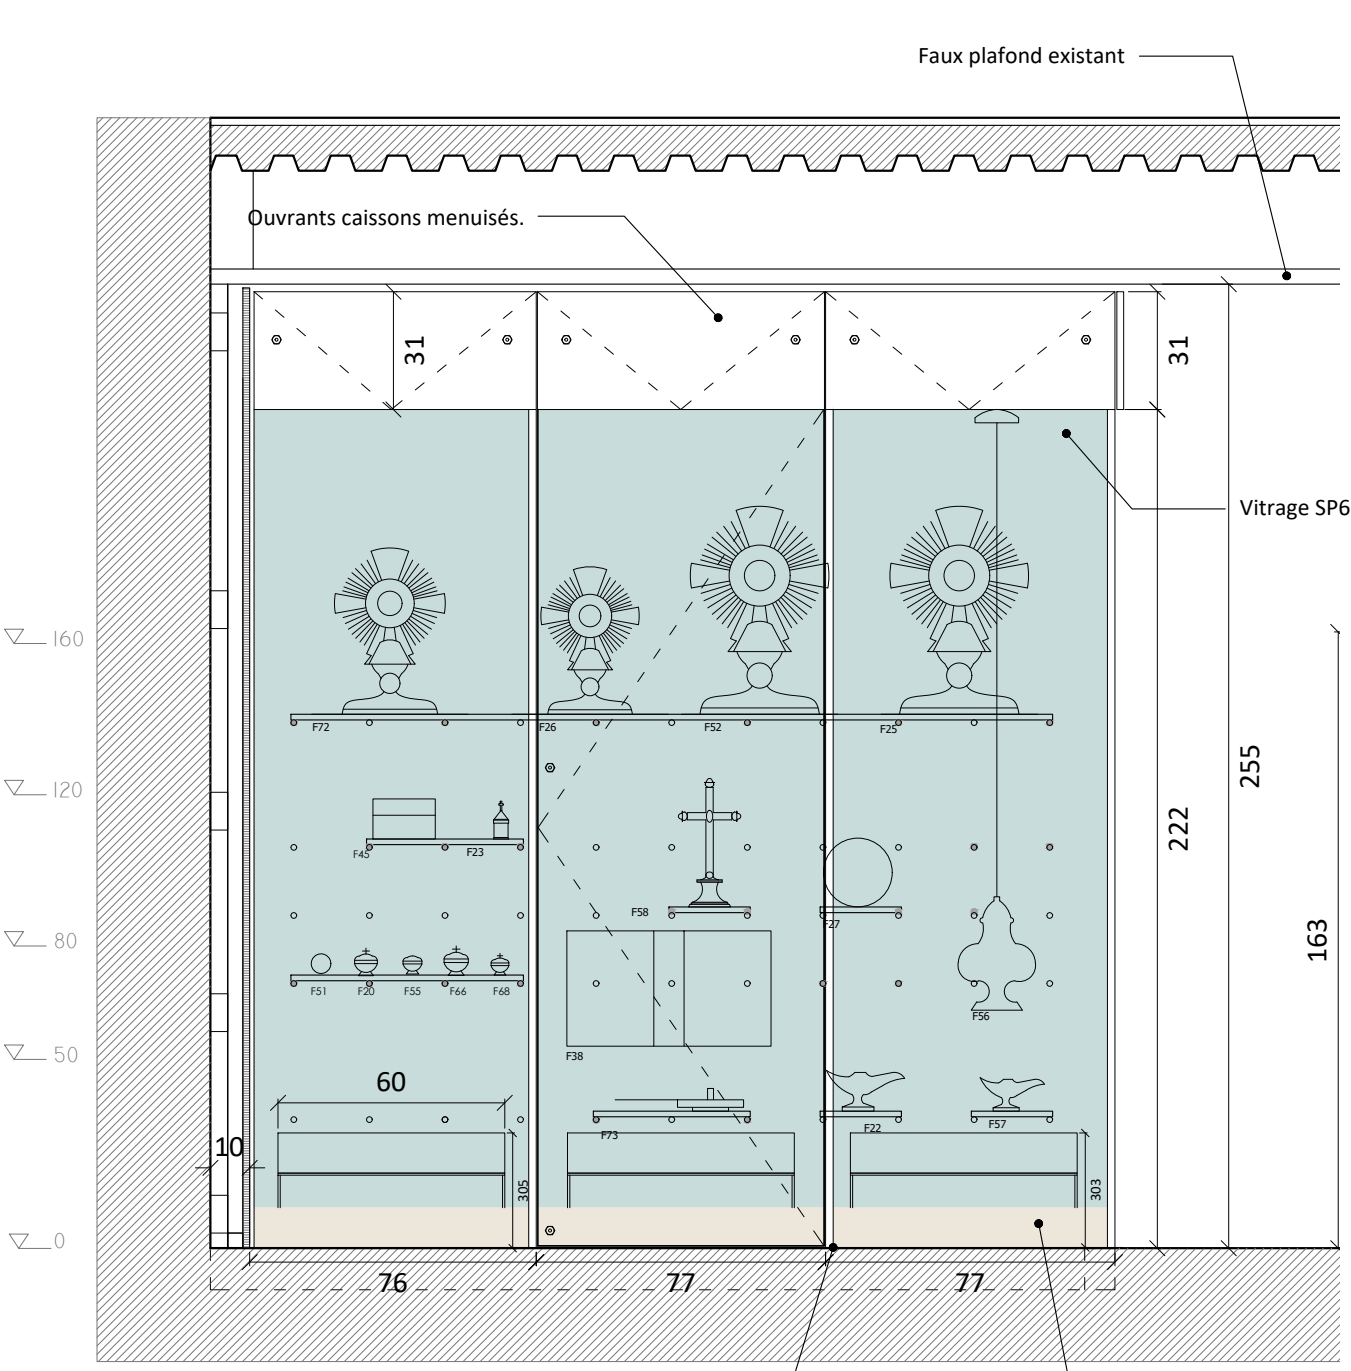 Faux plafond existant
Ouvrants caissons menuisés.
31
31
Vitrage SP6
160
F72
F26
F52
F25
120
255
222
F45
F23
F58
F27
80
163
F51
F20
F55
F66
F68
F56
50
F38
60
F73
F22
F57
10
305
303
0
76
77
77